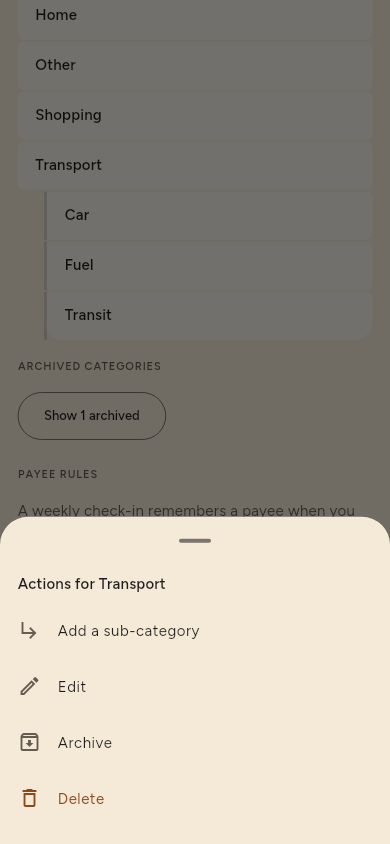 Home
Other
Shopping
Transport
Car
Fuel
Transit
ARCHIVED CATEGORIES
Show 1 archived
PAYEE RULES
A weekly check-in remembers a payee when you
Actions for Transport
Add a sub-category
Edit
Archive
Delete